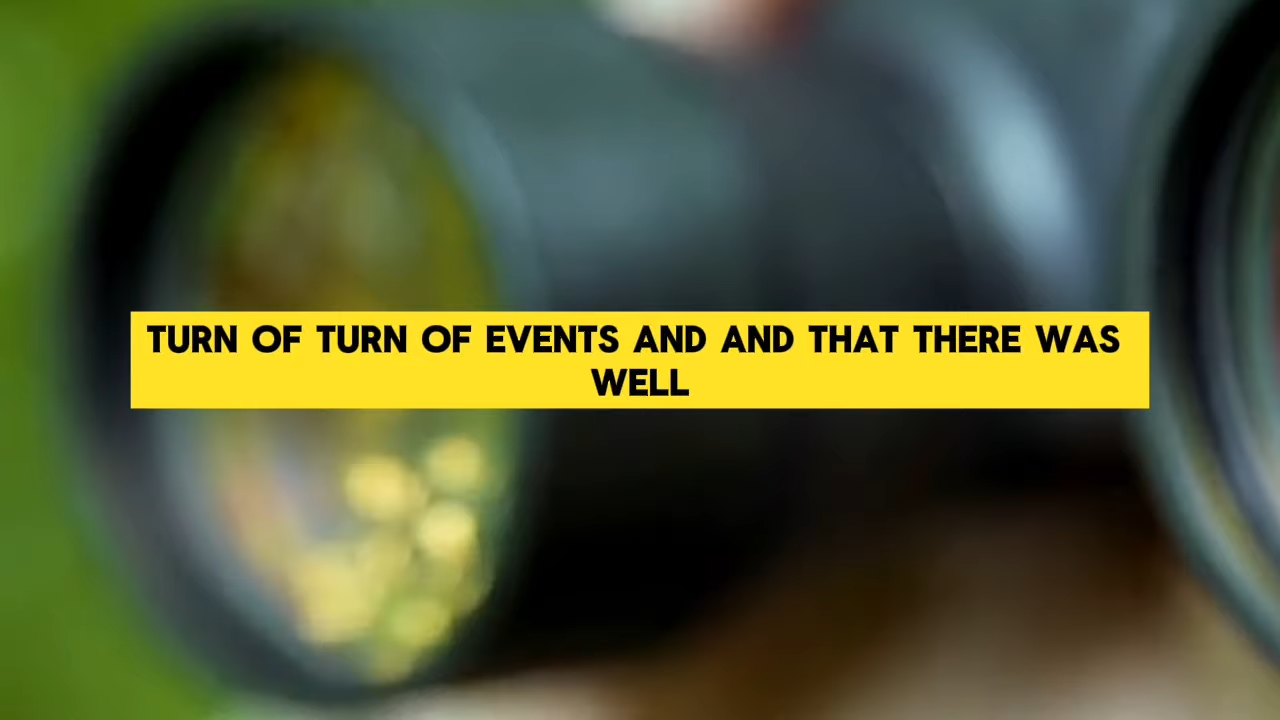 TURN OF TURN OF EVENTS AND AND THAT THERE WAS
WELL